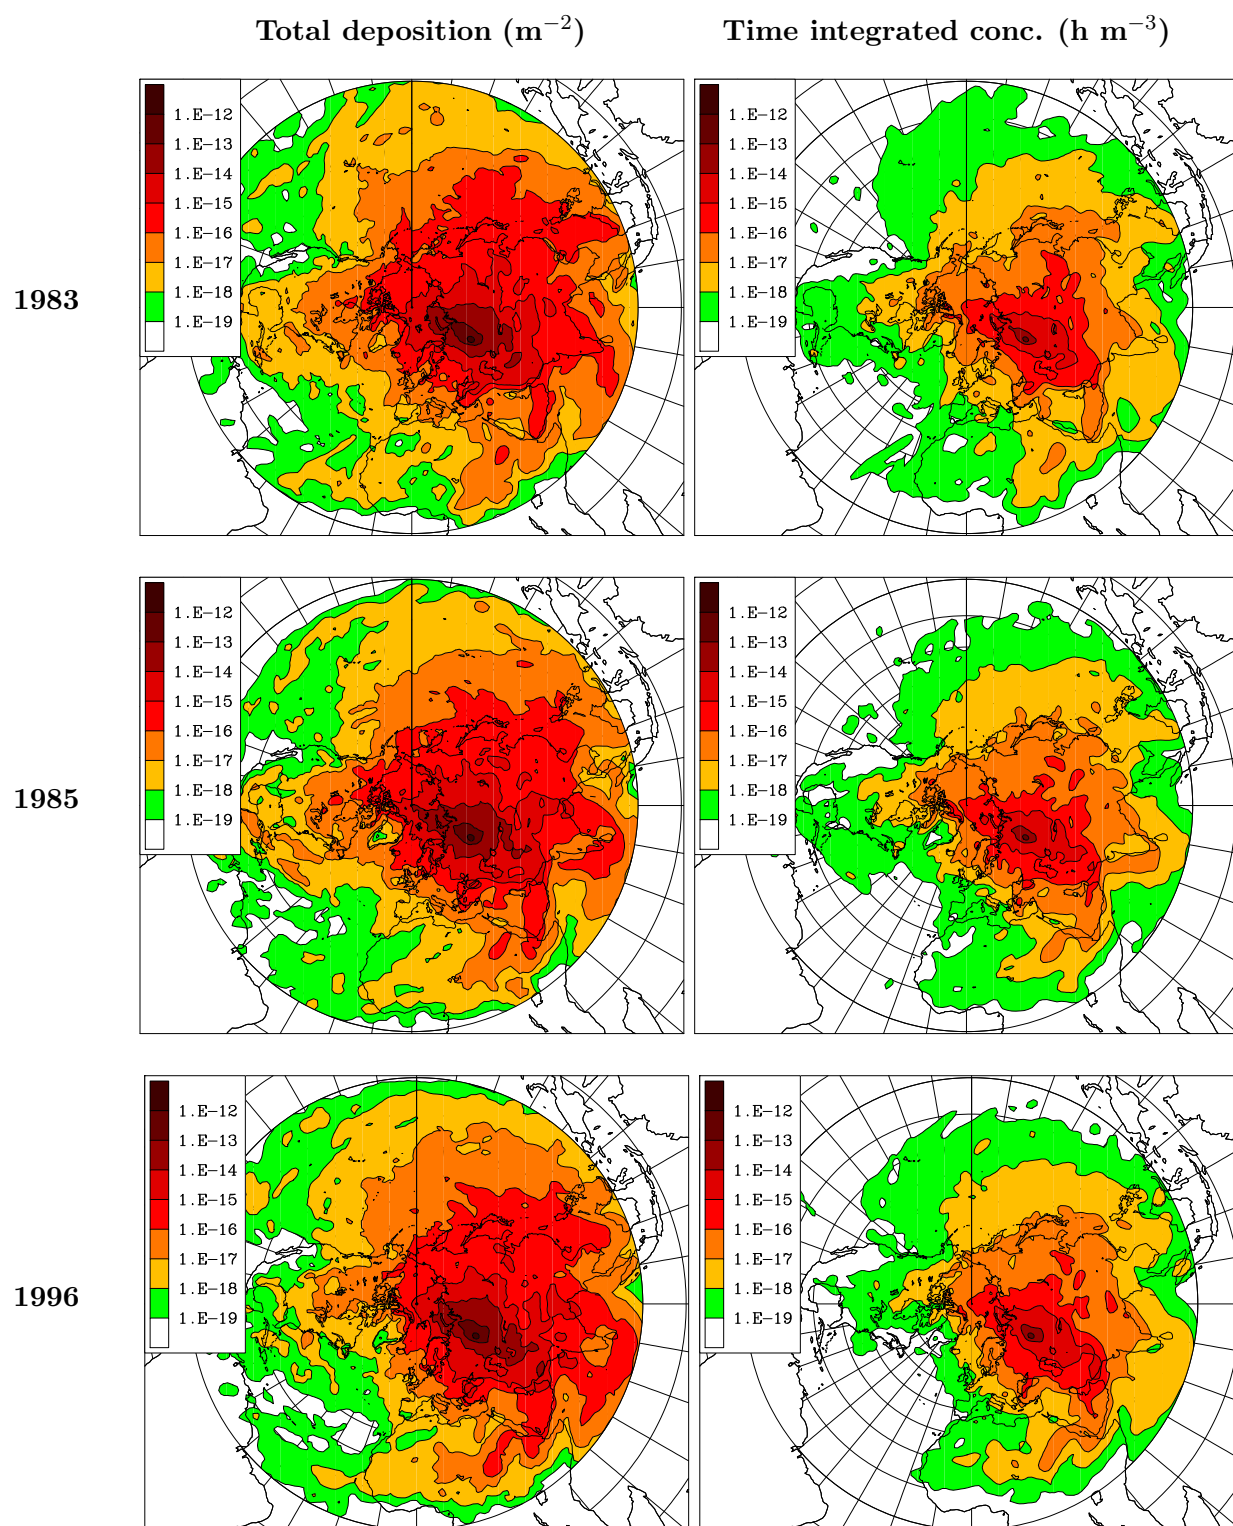 Total deposition (m−2) Time integrated conc. (h m−3)
1.E−12 1.E−12
1.E−13 1.E−13
1.E−14 1.E−14
1.E−15 1.E−15
1.E−16 1.E−16
1.E−17 1.E−17
1.E−18 1.E−18
1983
1.E−19 1.E−19
1.E−12 1.E−12
1.E−13 1.E−13
1.E−14 1.E−14
1.E−15 1.E−15
1.E−16 1.E−16
1.E−17 1.E−17
1.E−18 1.E−18
1985
1.E−19 1.E−19
1.E−12 1.E−12
1.E−13 1.E−13
1.E−14 1.E−14
1.E−15 1.E−15
1.E−16 1.E−16
1.E−17 1.E−17
1.E−18 1.E−18
1996
1.E−19 1.E−19